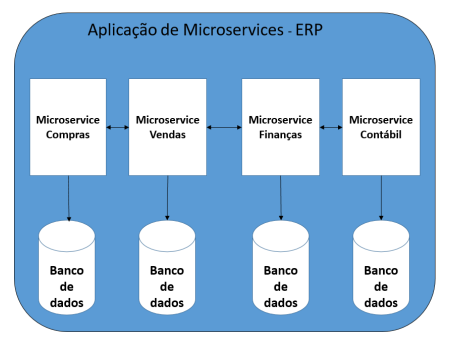 Aplicação de Microservices - ERP
Microservice
Compras
Microservice
Vendas
Microservice
Finanças
Microservice
Contábil
Banco
de
dados
Banco
de
dados
Banco
de
dados
Banco
de
dados